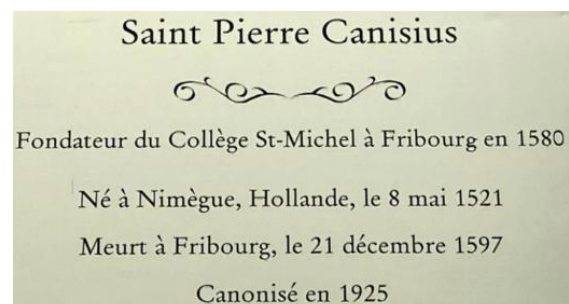 Saint Pierre Canisius
Fondateur du Collège St-Michel à Fribourg en 1580
Né à Nimègue, Hollande, le 8 mai 1521
Meurt à Fribourg, le 21 décembre 1597
Canonisé en 1925